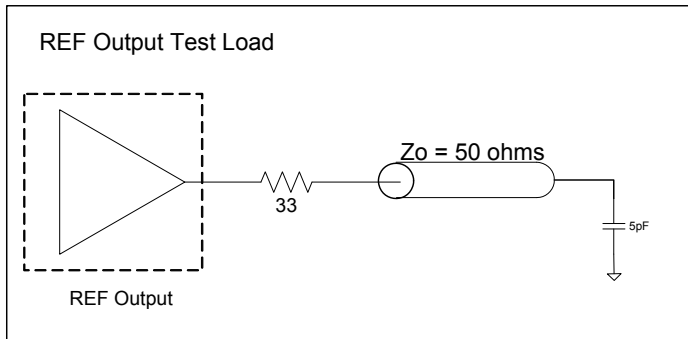 REF Output Test Load
Zo = 50 ohms
33
5pF
REF Output